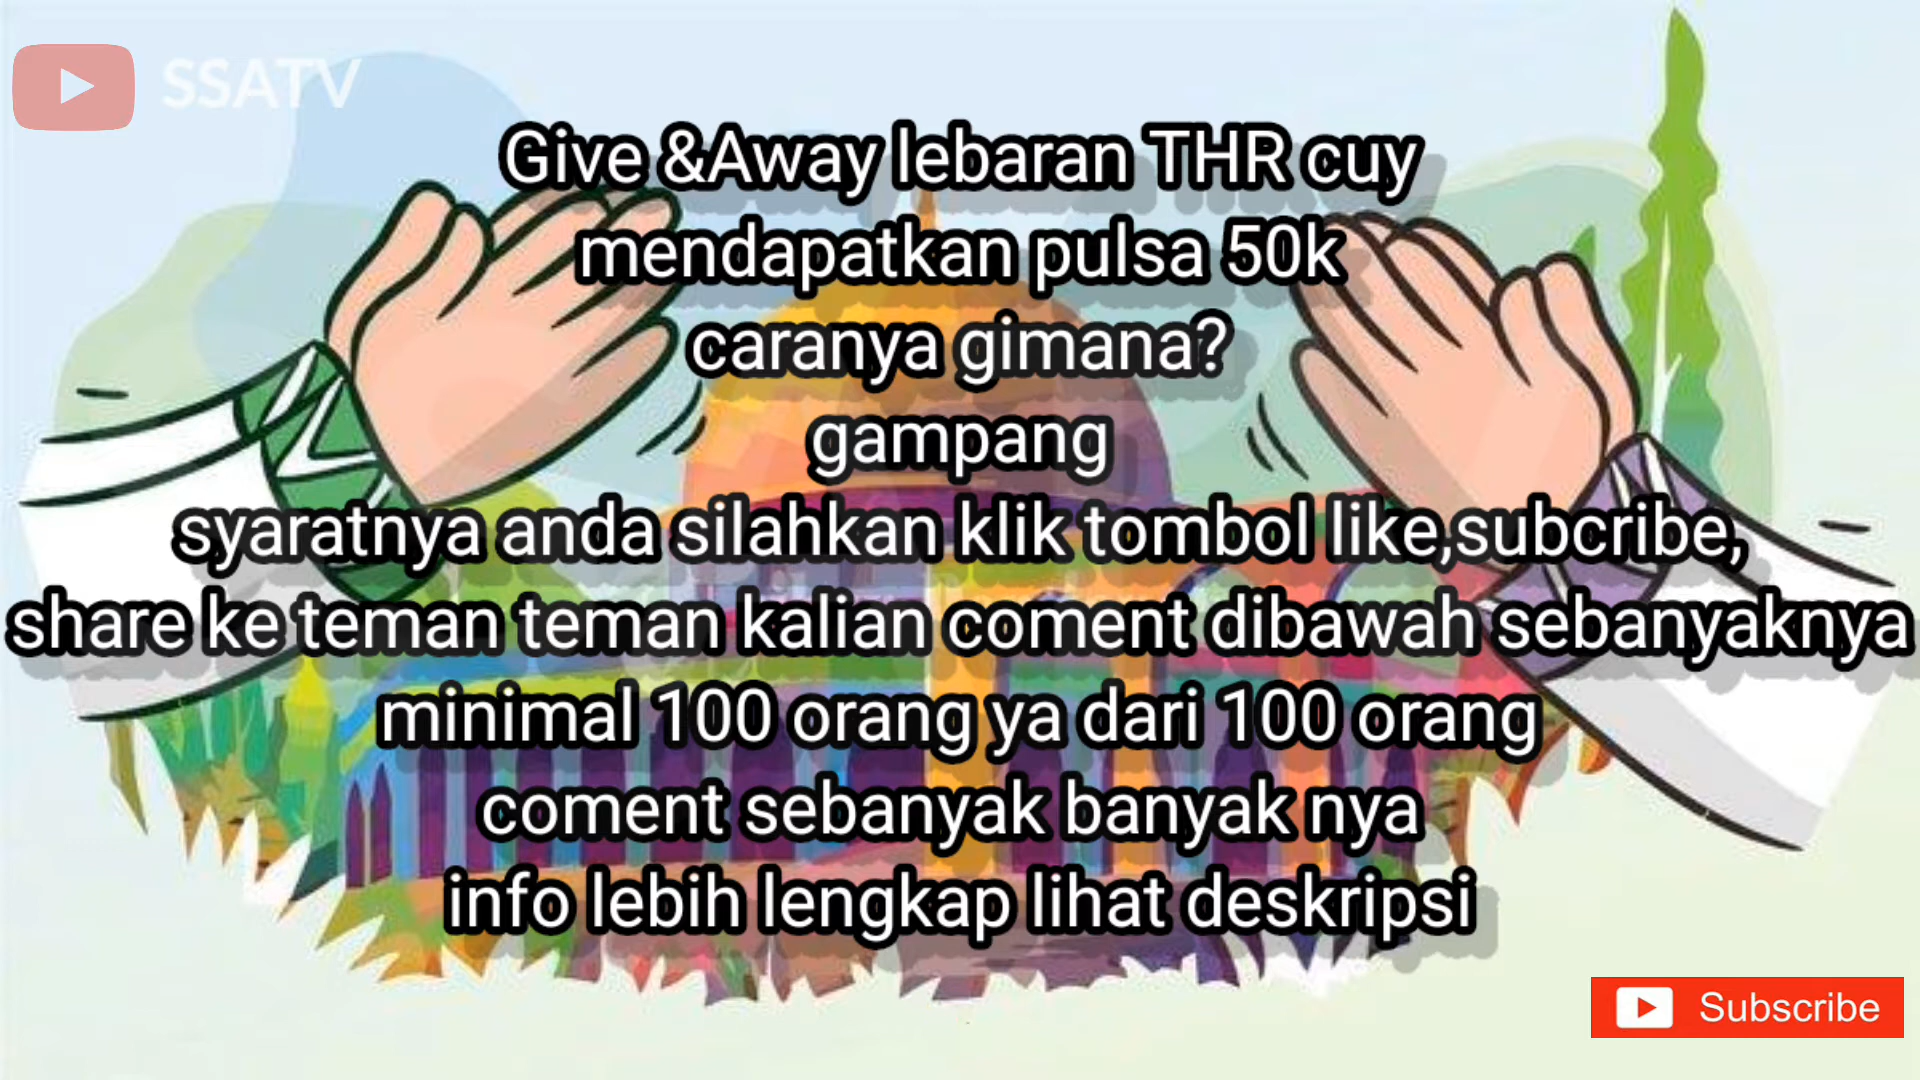 SSATV
Give &Away lebaran THR cuy
mendapatkan pulsa 50k
caranya gimana?
gampang
syaratnya anda silahkan klik tombol like,subcribe,
share ke teman teman kalian coment dibawah sebanyaknya
minimal 100 orang ya dari 100 orang
coment sebanyak banyak nya
info lebih lengkap lihat deskripsi
Subscribe